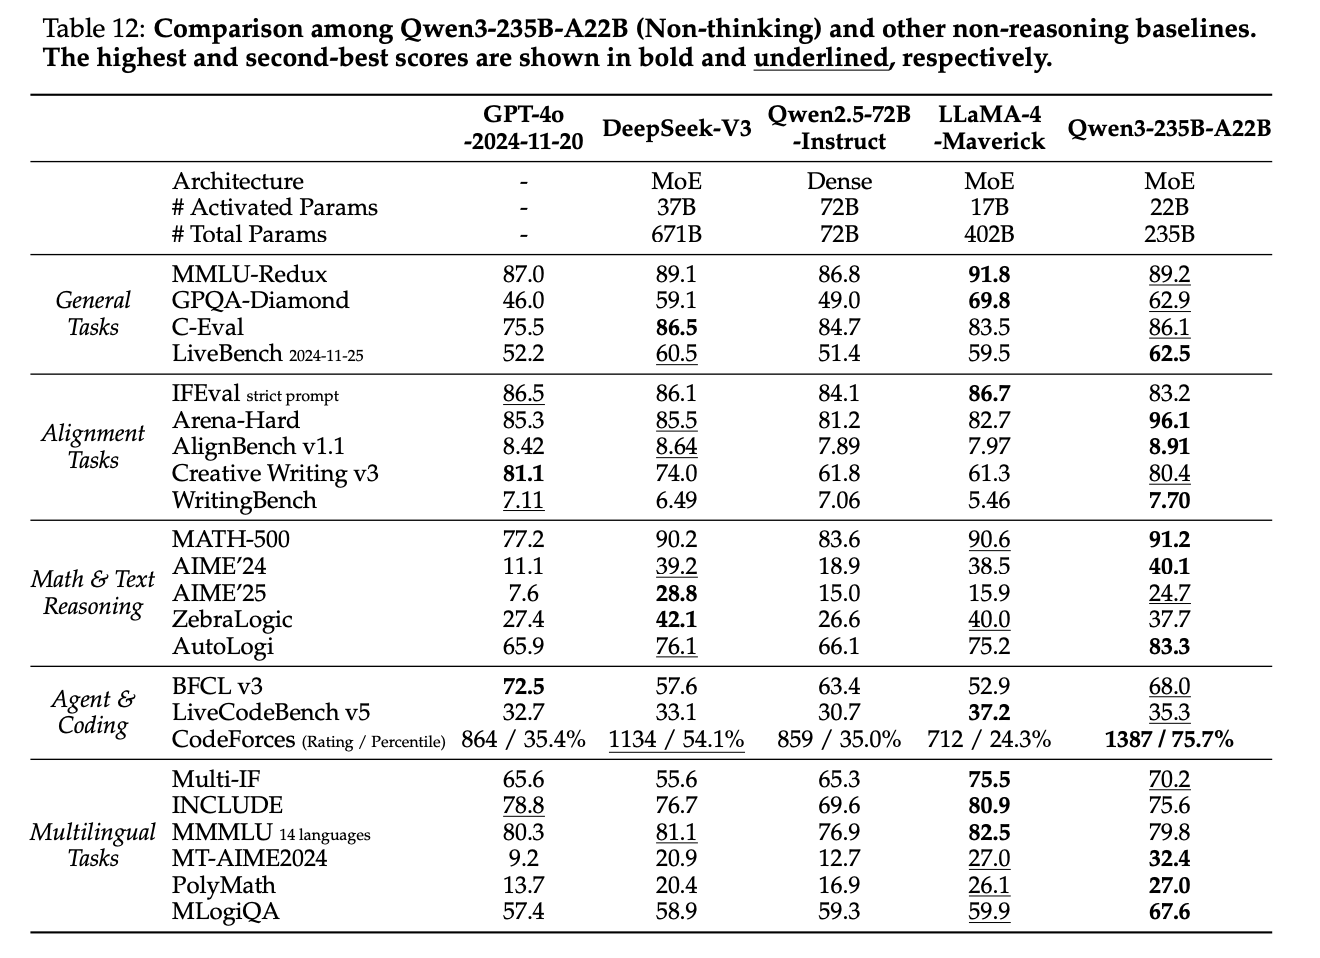 Table 12: Comparison among Qwen3-235B-A22B (Non-thinking) and other non-reasoning baselines.
The highest and second-best scores are shown in bold and underlined, respectively.
GPT-4o -2024-11-20 DeepSeek-V3 Qwen2.5-72B -Instruct LLaMA-4 -Maverick Qwen3-235B-A22B
Architecture - MoE Dense MoE MoE
# Activated Params - 37B 72B 17B 22B
# Total Params - 671B 72B 402B 235B
General Tasks
MMLU-Redux 87.0 89.1 86.8 91.8 89.2
GPQA-Diamond 46.0 59.1 49.0 69.8 62.9
C-Eval 75.5 86.5 84.7 83.5 86.1
LiveBench 2024-11-25 52.2 60.5 51.4 59.5 62.5
Alignment Tasks
IFEval strict prompt 86.5 86.1 84.1 86.7 83.2
Arena-Hard 85.3 85.5 81.2 82.7 96.1
AlignBench v1.1 8.42 8.64 7.89 7.97 8.91
Creative Writing v3 81.1 74.0 61.8 61.3 80.4
WritingBench 7.11 6.49 7.06 5.46 7.70
Math & Text Reasoning
MATH-500 77.2 90.2 83.6 90.6 91.2
AIME’24 11.1 39.2 18.9 38.5 40.1
AIME’25 7.6 28.8 15.0 15.9 24.7
ZebraLogic 27.4 42.1 26.6 40.0 37.7
AutoLogi 65.9 76.1 66.1 75.2 83.3
Agent & Coding
BFCL v3 72.5 57.6 63.4 52.9 68.0
LiveCodeBench v5 32.7 33.1 30.7 37.2 35.3
CodeForces (Rating / Percentile) 864 / 35.4% 1134 / 54.1% 859 / 35.0% 712 / 24.3% 1387 / 75.7%
Multilingual Tasks
Multi-IF 65.6 55.6 65.3 75.5 70.2
INCLUDE 78.8 76.7 69.6 80.9 75.6
MMMLU 14 languages 80.3 81.1 76.9 82.5 79.8
MT-AIME2024 9.2 20.9 12.7 27.0 32.4
PolyMath 13.7 20.4 16.9 26.1 27.0
MLogiQA 57.4 58.9 59.3 59.9 67.6